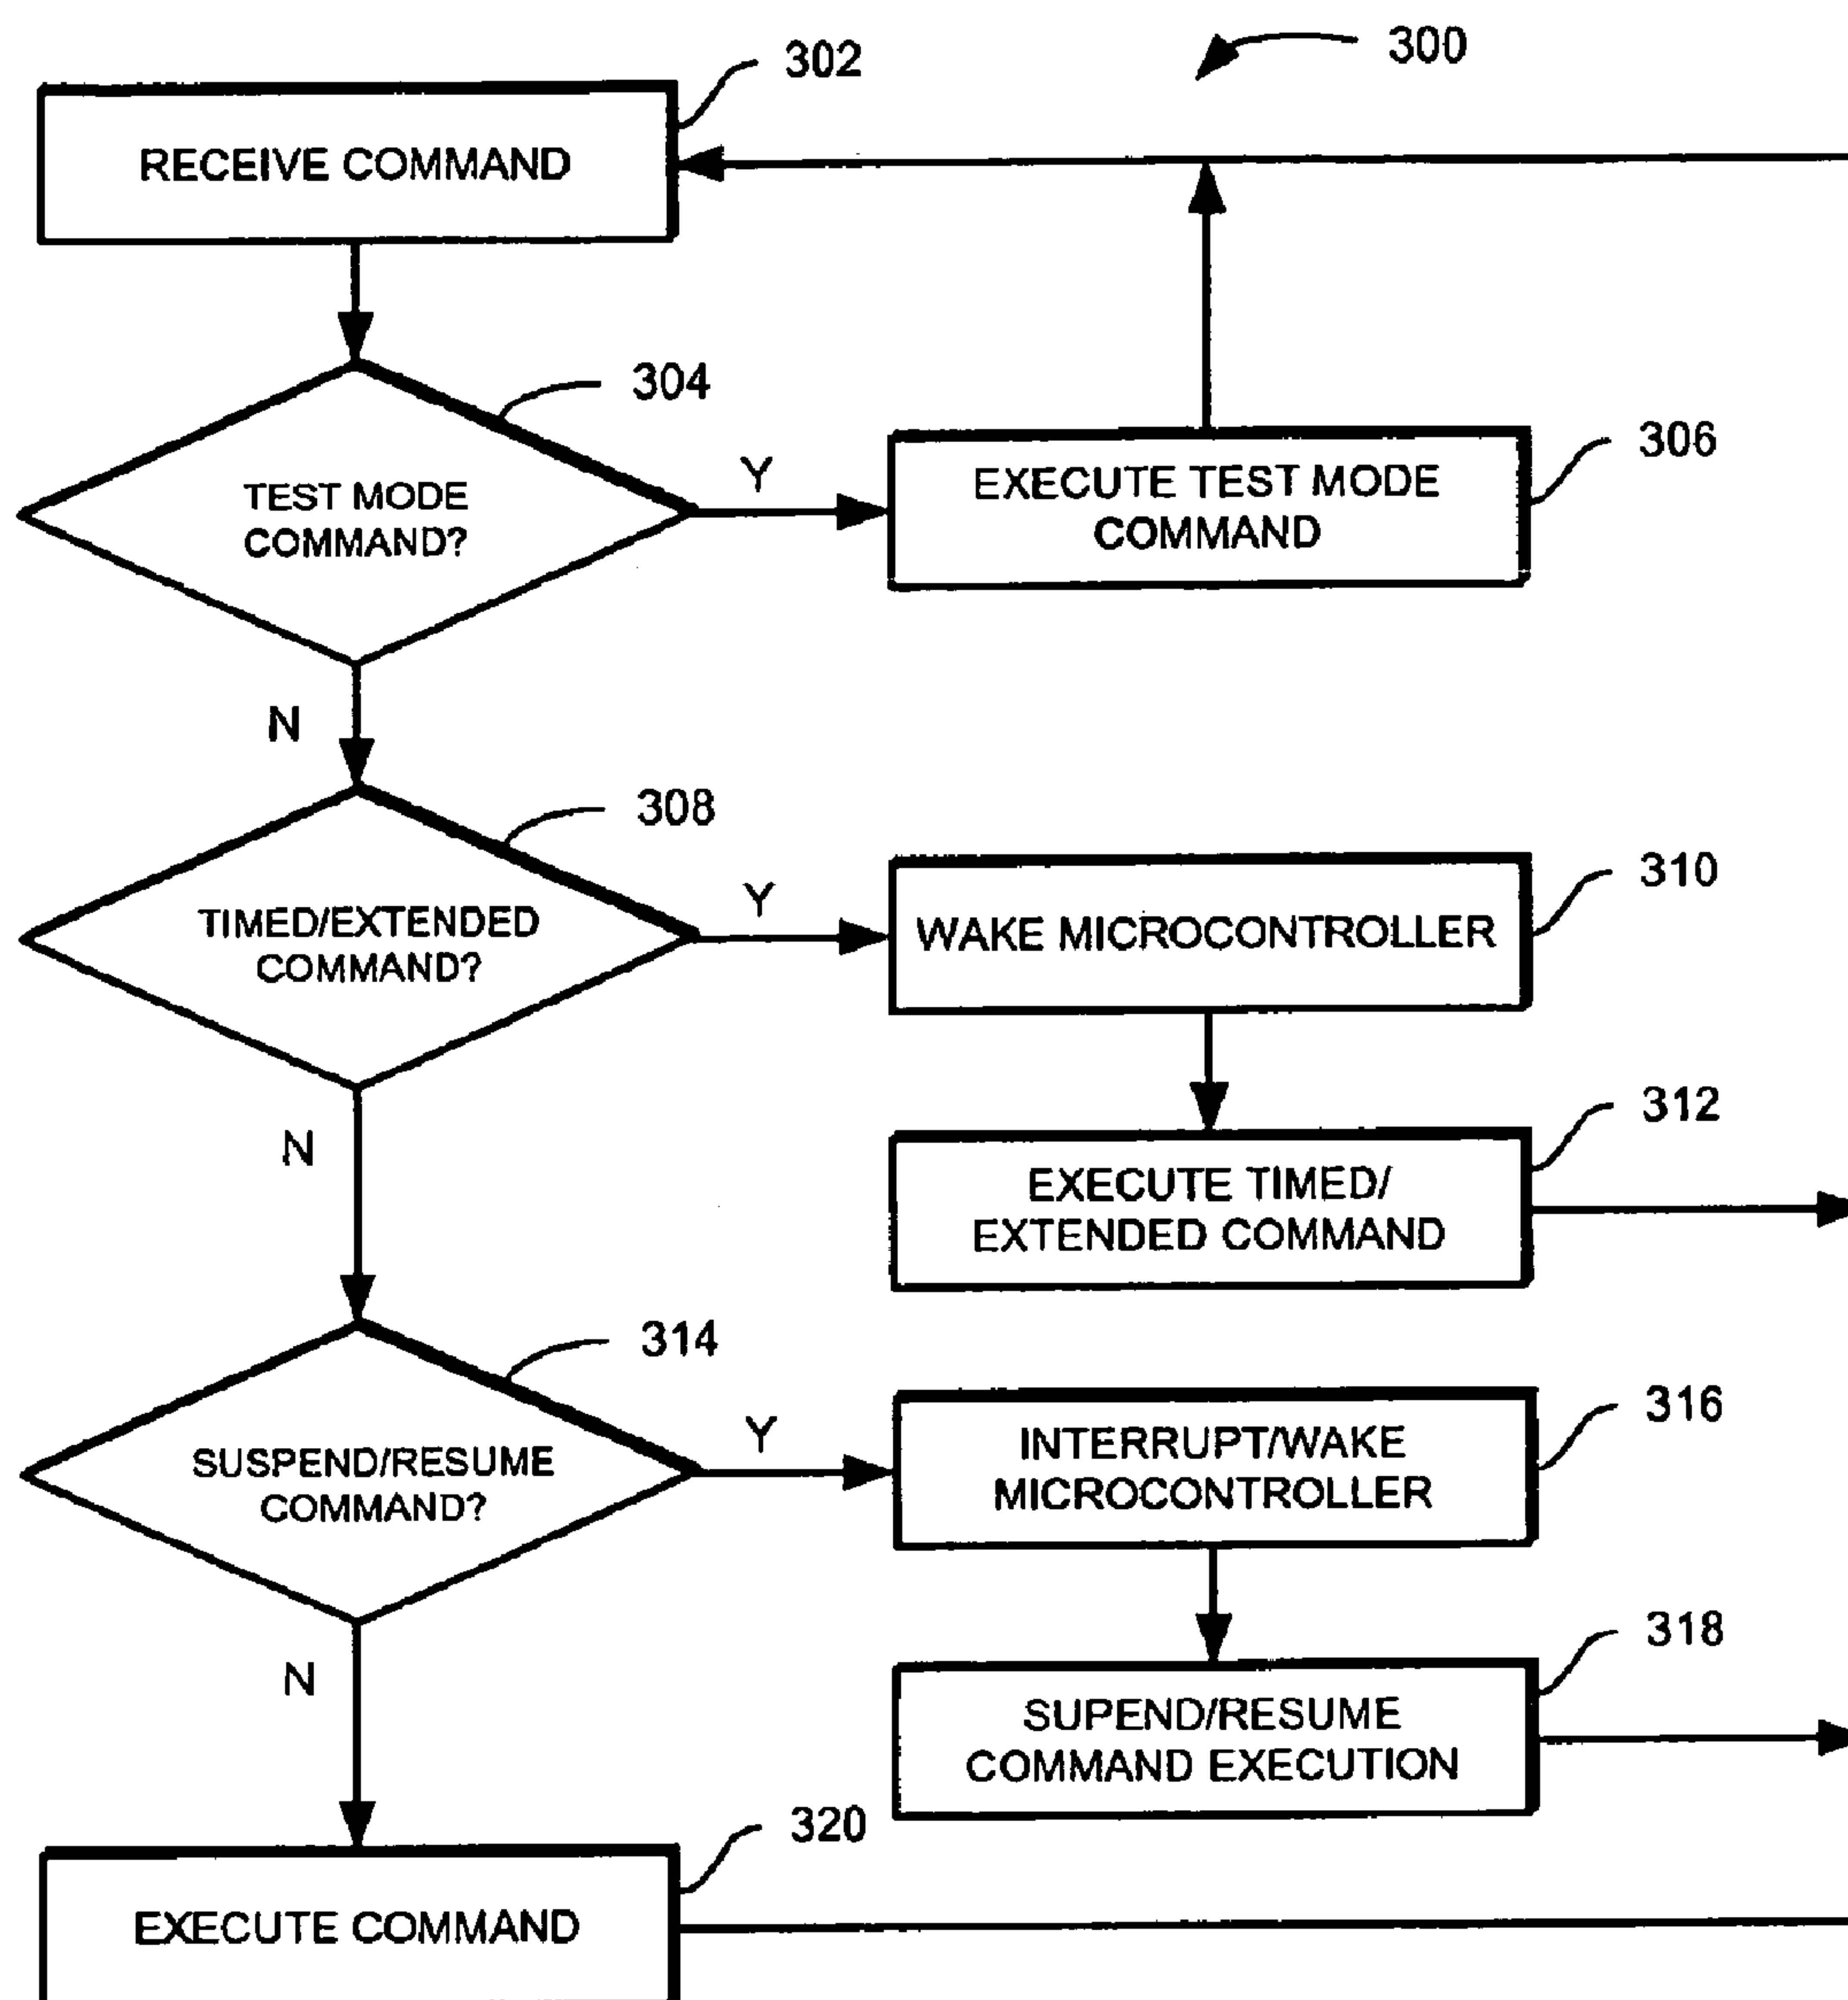 300
302
RECEIVE COMMAND
304
TEST MODE
COMMAND?
Y
306
EXECUTE TEST MODE
COMMAND
N
308
TIMED/EXTENDED
COMMAND?
Y
310
WAKE MICROCONTROLLER
312
EXECUTE TIMED/
EXTENDED COMMAND
N
314
SUSPEND/RESUME
COMMAND?
Y
316
INTERRUPT/WAKE
MICROCONTROLLER
318
SUPEND/RESUME
COMMAND EXECUTION
N
320
EXECUTE COMMAND